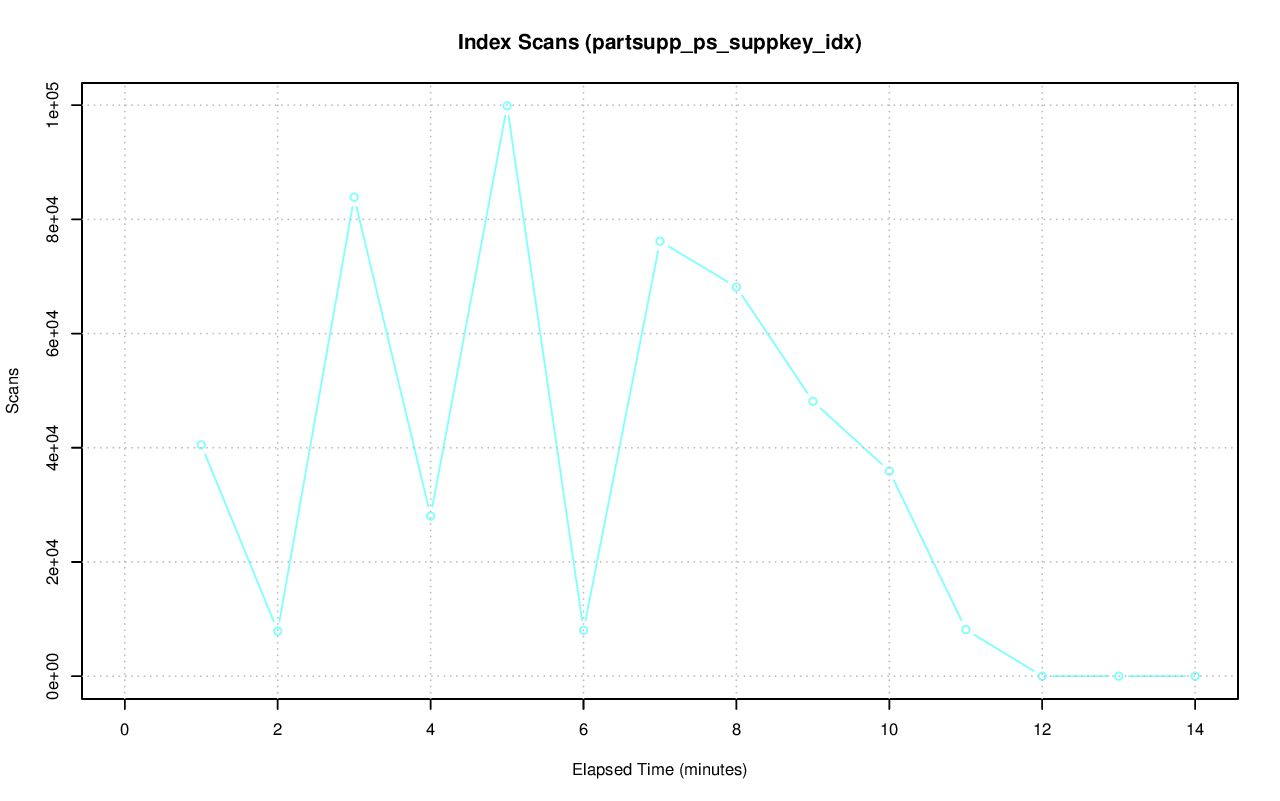 Index Scans (partsupp_ps_suppkey_idx)
1e+05
8e+04
6e+04
4e+04
2e+04
0e+00
Scans
0 2 4 6 8 10 12 14
Elapsed Time (minutes)